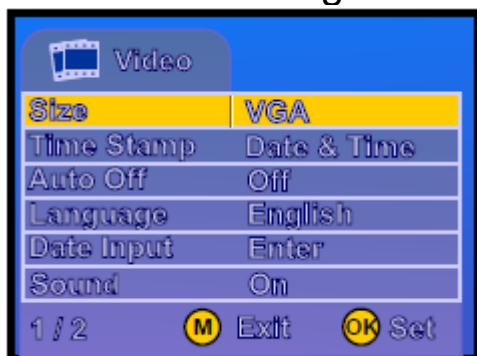 Video
Size VGA
Time Stamp Date & Time
Auto Off Off
Language English
Date Input Enter
Sound On
1 / 2 M Exit OK Set